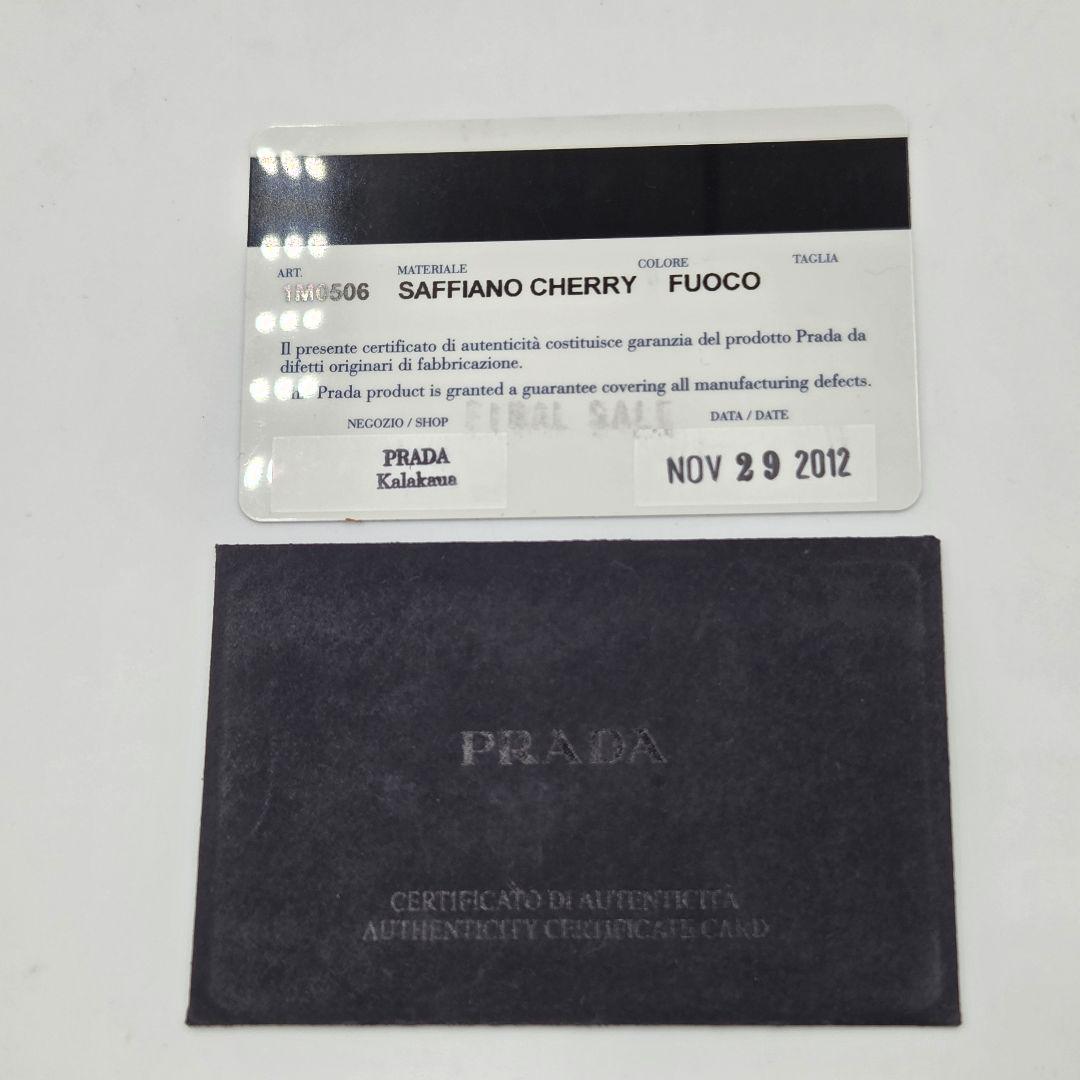 ART. MATERIALE COLORE TAGLIA
1M0506 SAFFIANO CHERRY FUOCO
Il presente certificato di autenticità costituisce garanzia del prodotto Prada da
difetti originari di fabbricazione.
Prada product is granted a guarantee covering all manufacturing defects.
FINAL SALE
NEGOZIO / SHOP DATA / DATE
PRADA
Kalakaua
NOV 29 2012
PRADA
CERTIFICATO DI AUTENTICITÀ
AUTHENTICITY CERTIFICATE CARD